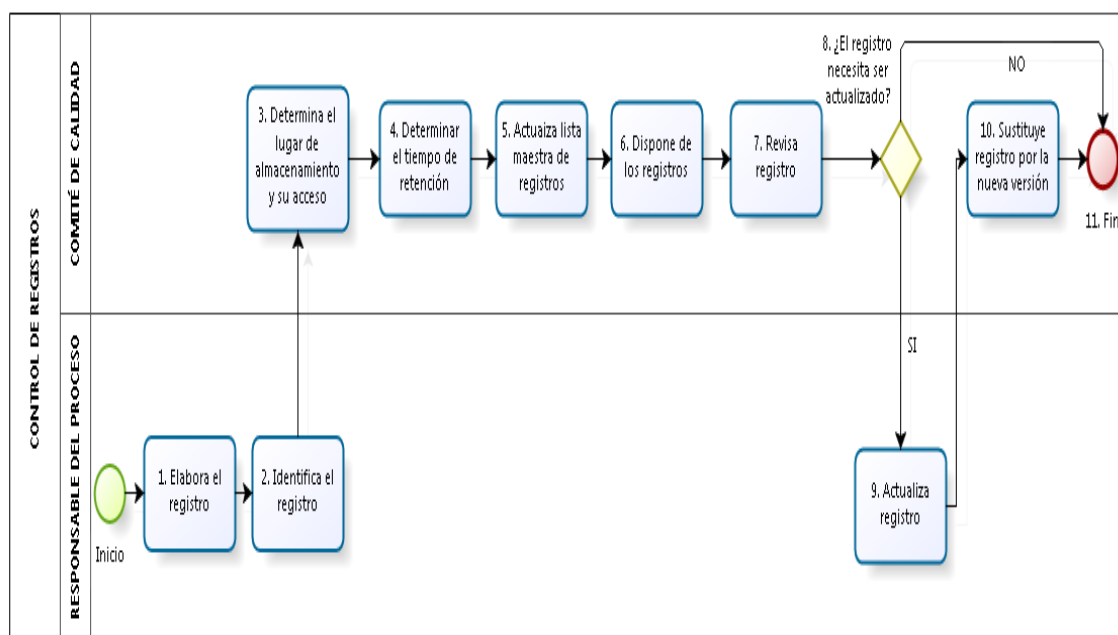 CONTROL DE REGISTROS
COMITÉ DE CALIDAD
3. Determina el
lugar de
almacenamiento
y su acceso
4. Determinar
el tiempo de
retención
5. Actuaiza lista
maestra de
registros
6. Dispone de
los registros
7. Revisa
registro
8. ¿El registro
necesita ser
actualizado?
NO
10. Sustituye
registro por la
nueva versión
11. Fin
RESPONSABLE DEL PROCESO
Inicio
1. Elabora el
registro
2. Identifica el
registro
SI
9. Actualiza
registro